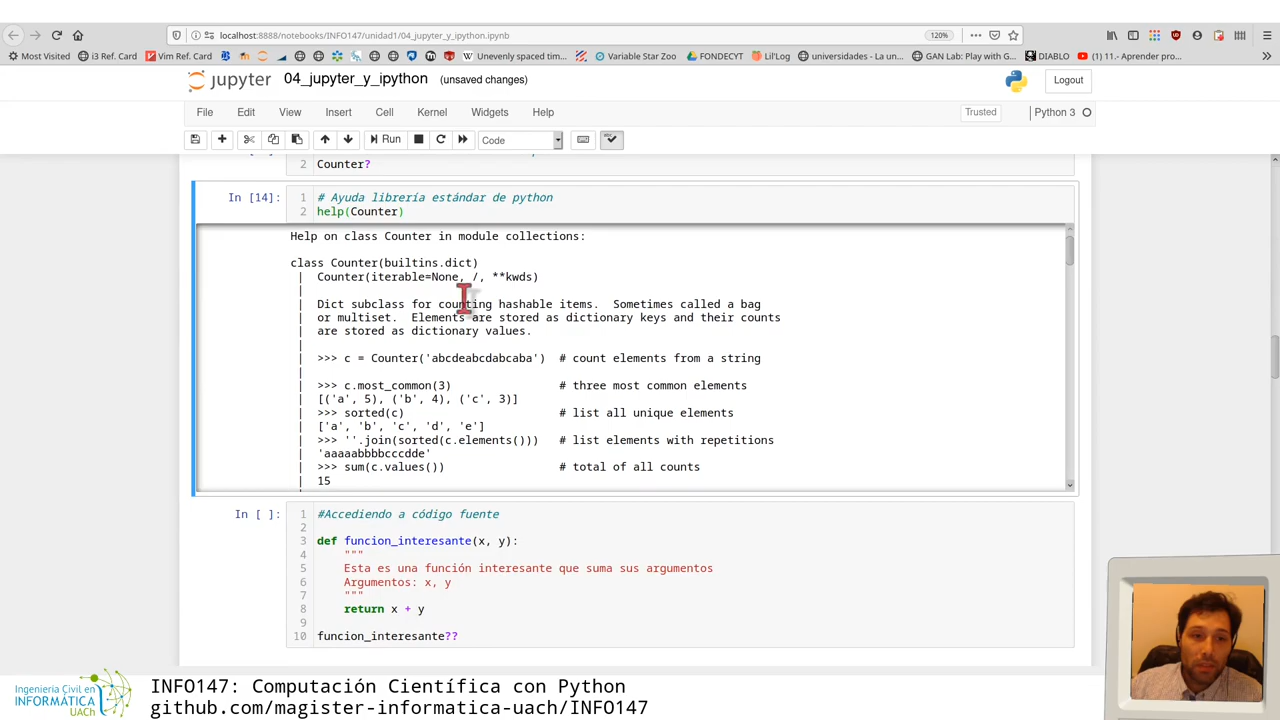 localhost:8888/notebooks/INFO147/unidad1/04_jupyter_y_ipython.ipynb
120%
Most Visited
i3 Ref. Card
Vim Ref. Card
Unevenly spaced tim...
Variable Star Zoo
FONDECYT
Lil'Log
universidades - La un...
GAN Lab: Play with G...
DIABLO
(1) 11.- Aprender pro...
jupyter 04_jupyter_y_ipython (unsaved changes)
Logout
File Edit View Insert Cell Kernel Widgets Help
Trusted
Python 3
Run
Code
2 Counter?
In [14]:
1 # Ayuda librería estándar de python
2 help(Counter)
Help on class Counter in module collections:
class Counter(builtins.dict)
| Counter(iterable=None, /, **kwds)
|
| Dict subclass for counting hashable items. Sometimes called a bag
| or multiset. Elements are stored as dictionary keys and their counts
| are stored as dictionary values.
|
| >>> c = Counter('abcdeabcdabcaba') # count elements from a string
|
| >>> c.most_common(3) # three most common elements
| [('a', 5), ('b', 4), ('c', 3)]
| >>> sorted(c) # list all unique elements
| ['a', 'b', 'c', 'd', 'e']
| >>> ''.join(sorted(c.elements())) # list elements with repetitions
| 'aaaaabbbbcccdde'
| >>> sum(c.values()) # total of all counts
| 15
In [ ]:
1 #Accediendo a código fuente
2
3 def funcion_interesante(x, y):
4 """
5 Esta es una función interesante que suma sus argumentos
6 Argumentos: x, y
7 """
8 return x + y
9
10 funcion_interesante??
Ingeniería Civil en
INFORMÁTICA
UACh
INFO147: Computación Científica con Python
github.com/magister-informatica-uach/INFO147